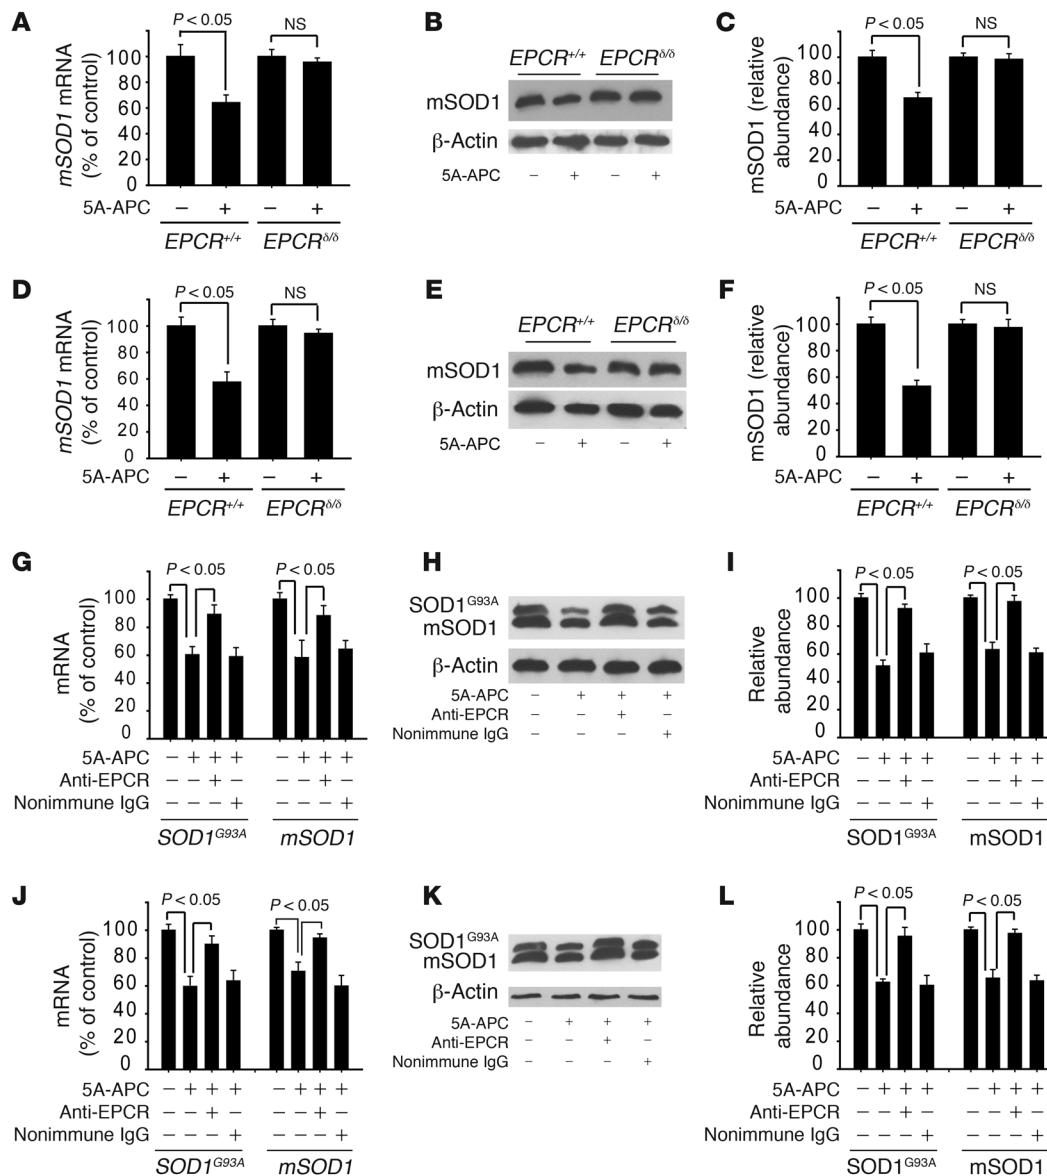 A
P < 0.05
NS
mSOD1 mRNA
(% of control)
100
80
60
40
20
0
5A-APC
– + – +
EPCR+/+ EPCRδ/δ
B
EPCR+/+ EPCRδ/δ
mSOD1
β-Actin
5A-APC – + – +
C
P < 0.05
NS
mSOD1 (relative
abundance)
100
80
60
40
20
0
5A-APC – + – +
EPCR+/+ EPCRδ/δ
D
P < 0.05
NS
mSOD1 mRNA
(% of control)
100
80
60
40
20
0
5A-APC – + – +
EPCR+/+ EPCRδ/δ
E
EPCR+/+ EPCRδ/δ
mSOD1
β-Actin
5A-APC – + – +
F
P < 0.05
NS
mSOD1 (relative
abundance)
100
80
60
40
20
0
5A-APC – + – +
EPCR+/+ EPCRδ/δ
G
P < 0.05 P < 0.05
mRNA
(% of control)
100
80
60
40
20
0
5A-APC – + + + – + + +
Anti-EPCR – – + – – – + –
Nonimmune IgG – – – + – – – +
SOD1G93A mSOD1
H
SOD1G93A
mSOD1
β-Actin
5A-APC – + + +
Anti-EPCR – – + –
Nonimmune IgG – – – +
I
P < 0.05 P < 0.05
Relative
abundance
100
80
60
40
20
0
5A-APC – + + + – + + +
Anti-EPCR – – + – – – + –
Nonimmune IgG – – – + – – – +
SOD1G93A mSOD1
J
P < 0.05 P < 0.05
mRNA
(% of control)
100
80
60
40
20
0
5A-APC – + + + – + + +
Anti-EPCR – – + – – – + –
Nonimmune IgG – – – + – – – +
SOD1G93A mSOD1
K
SOD1G93A
mSOD1
β-Actin
5A-APC – + + +
Anti-EPCR – – + –
Nonimmune IgG – – – +
L
P < 0.05 P < 0.05
Relative
abundance
100
80
60
40
20
0
5A-APC – + + + – + + +
Anti-EPCR – – + – – – + –
Nonimmune IgG – – – + – – – +
SOD1G93A mSOD1